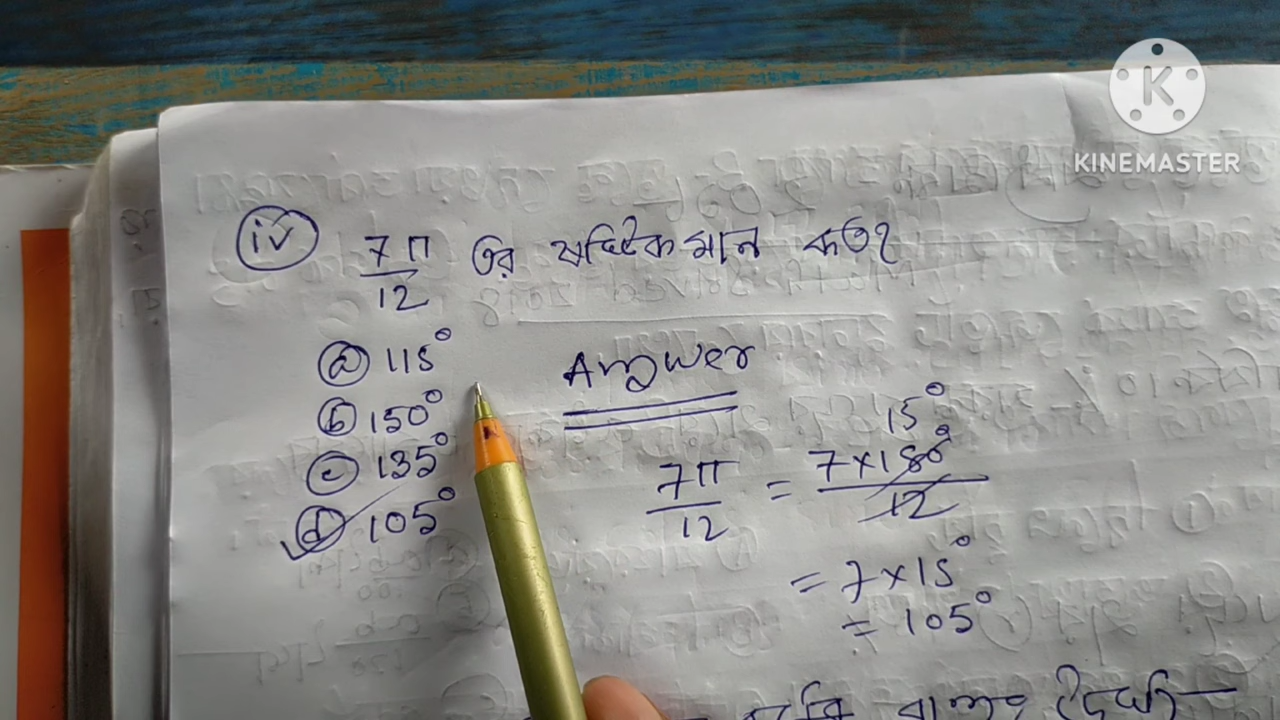 KINEMASTER
iv 7π/12 এর ষষ্টিক মান কত?
a 115°
b 150°
c 135°
d 105°
Answer
15°
7π/12 = 7×180°/12
= 7×15°
= 105°